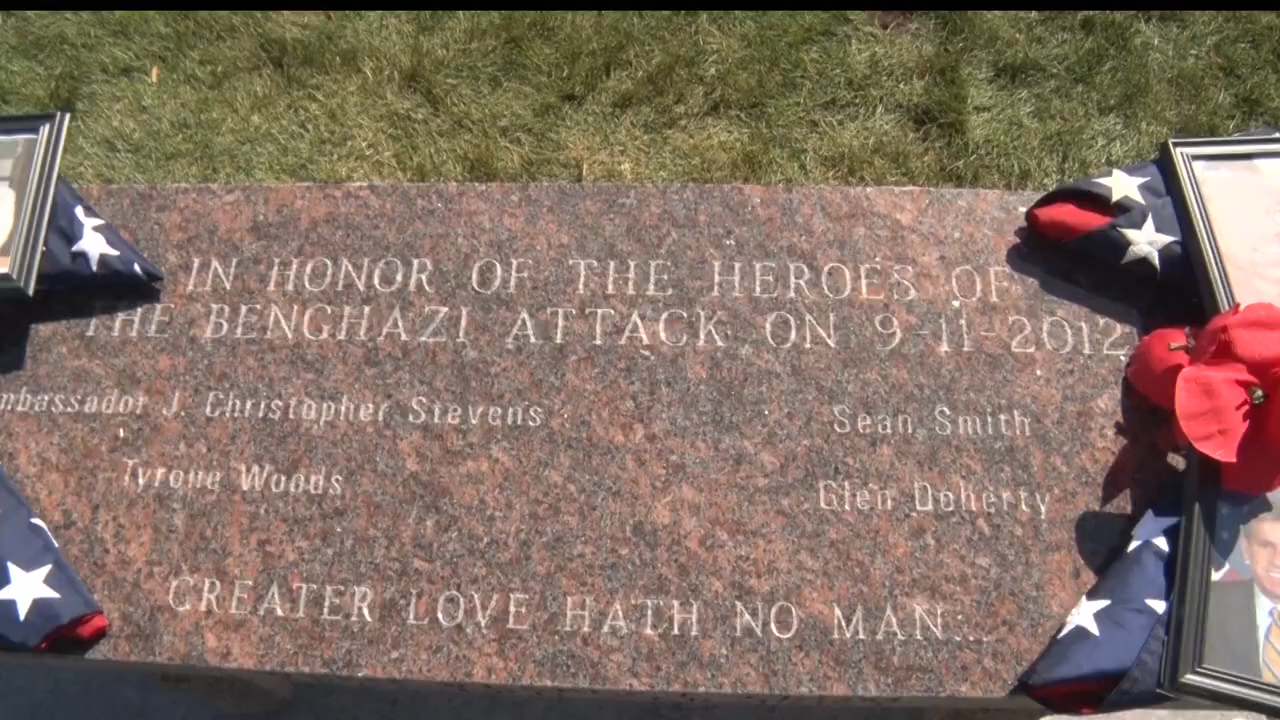 IN HONOR OF THE HEROES OF
THE BENGHAZI ATTACK ON 9-11-2012
mbassador J. Christopher Stevens
Sean Smith
Tyrone Woods
Glen Doherty
GREATER LOVE HATH NO MAN...